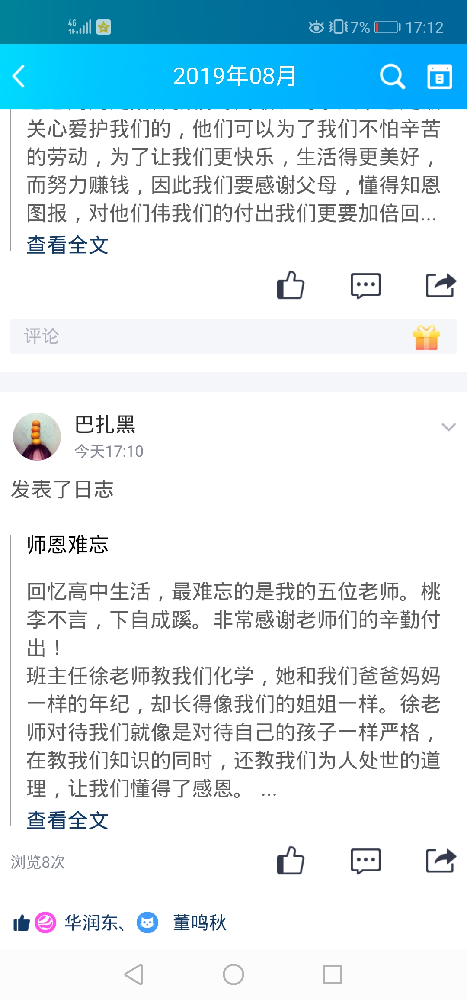 4G
7%
17:12
2019年08月
8
关心爱护我们的，他们可以为了我们不怕辛苦
的劳动，为了让我们更快乐，生活得更美好，
而努力赚钱，因此我们要感谢父母，懂得知恩
图报，对他们伟我们的付出我们更要加倍回...
查看全文
评论
巴扎黑
今天17:10
发表了日志
师恩难忘
回忆高中生活，最难忘的是我的五位老师。桃
李不言，下自成蹊。非常感谢老师们的辛勤付
出！
班主任徐老师教我们化学，她和我们爸爸妈妈
一样的年纪，却长得像我们的姐姐一样。徐老
师对待我们就像是对待自己的孩子一样严格，
在教我们知识的同时，还教我们为人处世的道
理，让我们懂得了感恩。 ...
查看全文
浏览8次
华润东、 董鸣秋